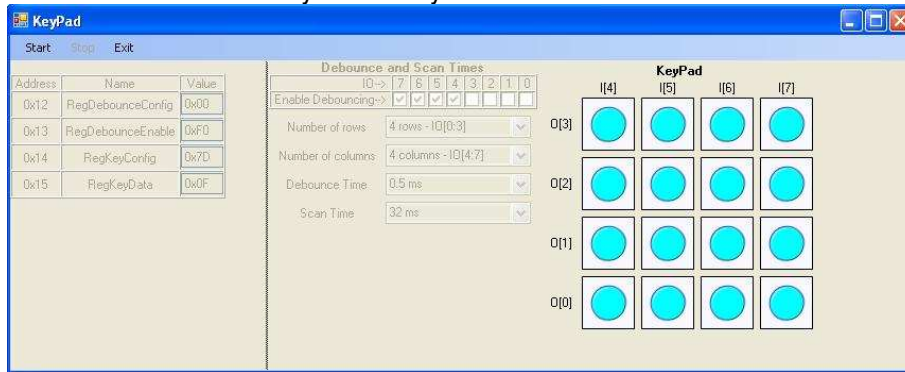 KeyPad
Start Stop Exit
Address Name Value
0x12 RegDebounceConfig 0x00
0x13 RegDebounceEnable 0xF0
0x14 RegKeyConfig 0x7D
0x15 RegKeyData 0x0F
Debounce and Scan Times
IO--> 7 6 5 4 3 2 1 0
Enable Debouncing-->
Number of rows 4 rows - IO[0:3]
Number of columns 4 columns - IO[4:7]
Debounce Time 0.5 ms
Scan Time 32 ms
KeyPad
I[4] I[5] I[6] I[7]
O[3]
O[2]
O[1]
O[0]